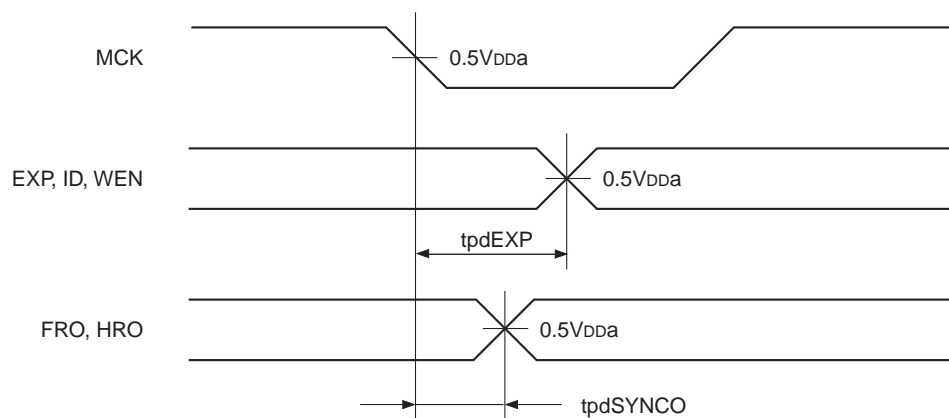 MCK
0.5VDDa
EXP, ID, WEN
0.5VDDa
tpdEXP
FRO, HRO
0.5VDDa
tpdSYNCO